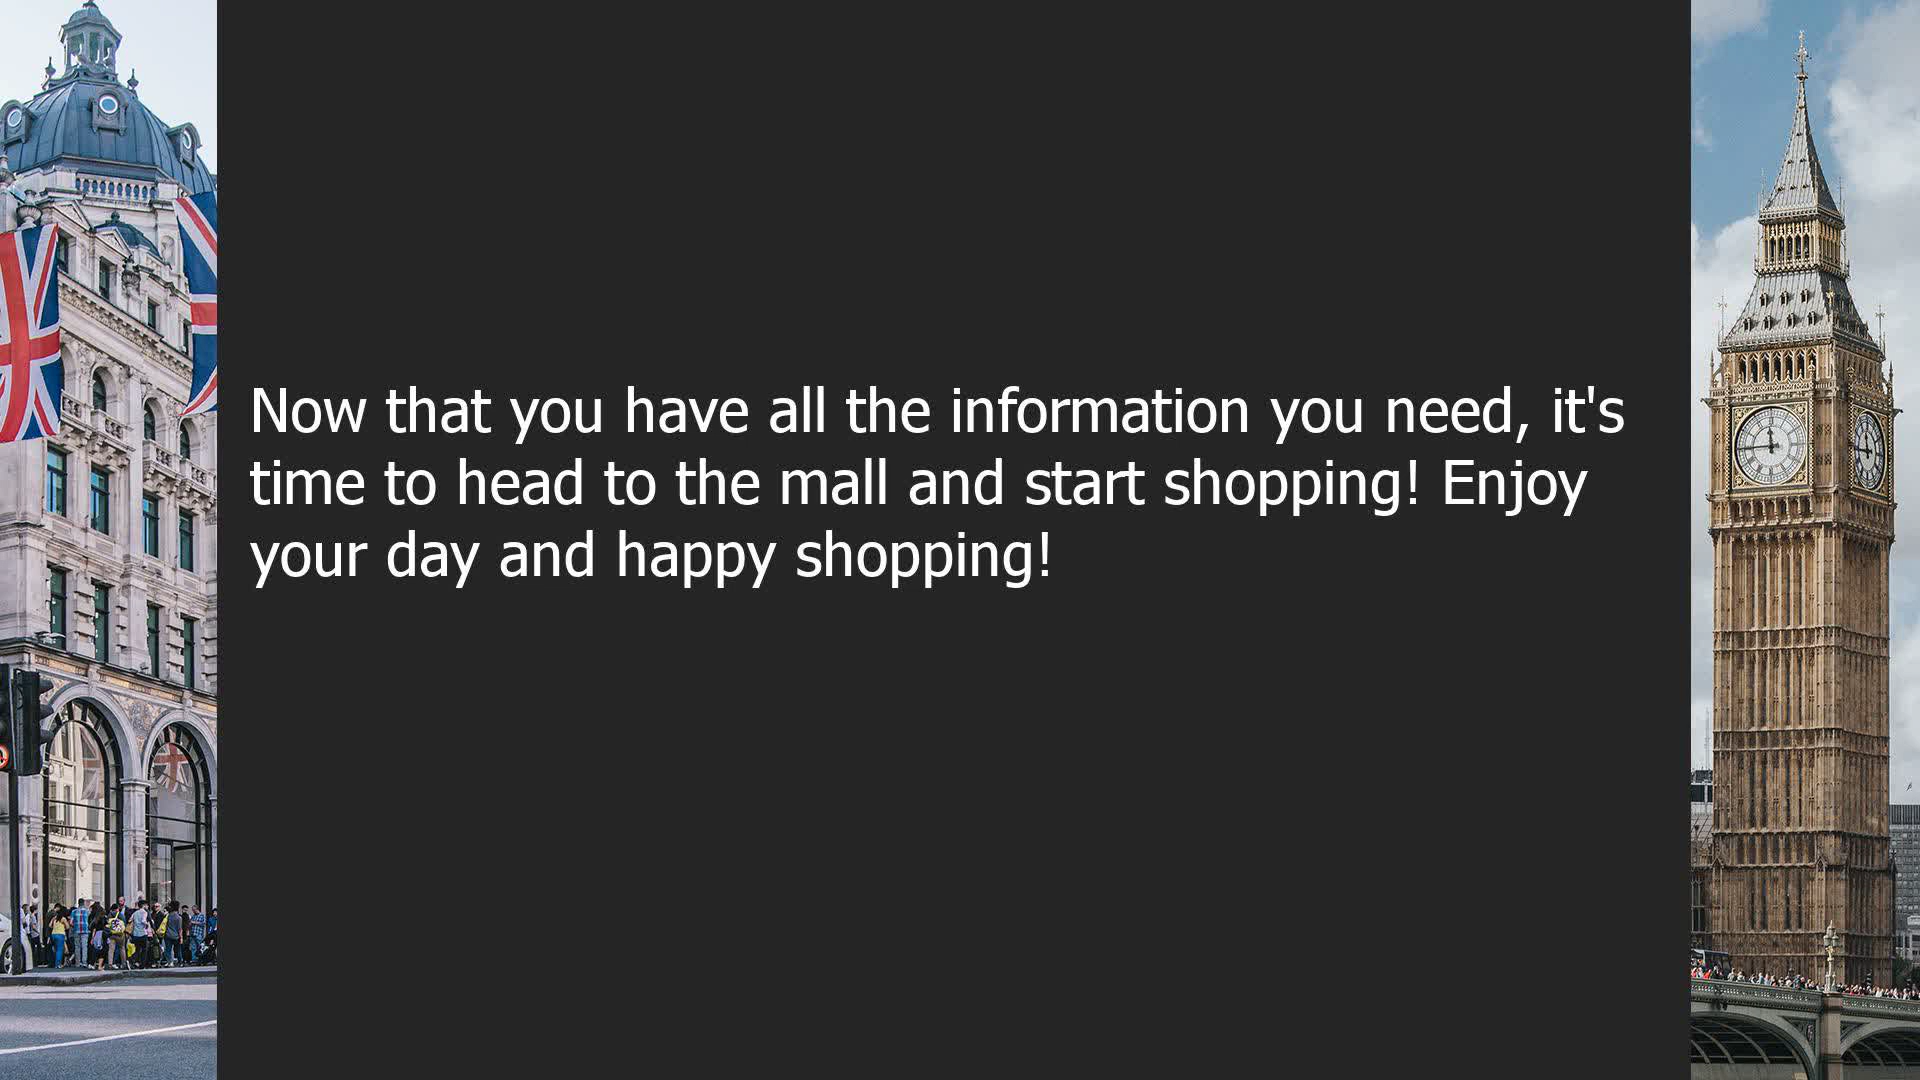 Now that you have all the information you need, it's
time to head to the mall and start shopping! Enjoy
your day and happy shopping!